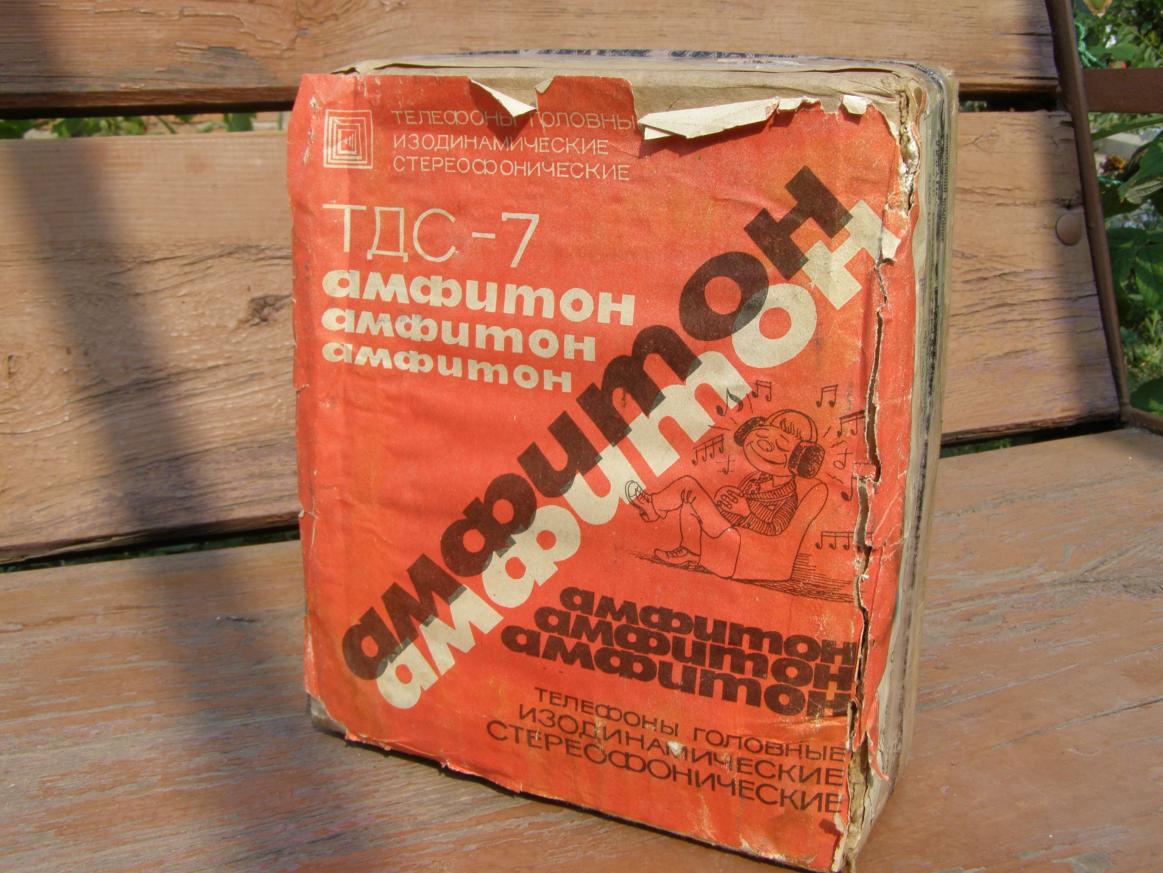 ТЕЛЕФОНЫ ГОЛОВНЫ
ИЗОДИНАМИЧЕСКИЕ
СТЕРЕОФОНИЧЕСКИЕ
ТДС-7
амфитон
амфитон
амфитон
амфитон
амфитон
амфитон
амфитон
амфитон
ТЕЛЕФОНЫ ГОЛОВНЫЕ
ИЗОДИНАМИЧЕСКИЕ
СТЕРЕОФОНИЧЕСКИЕ